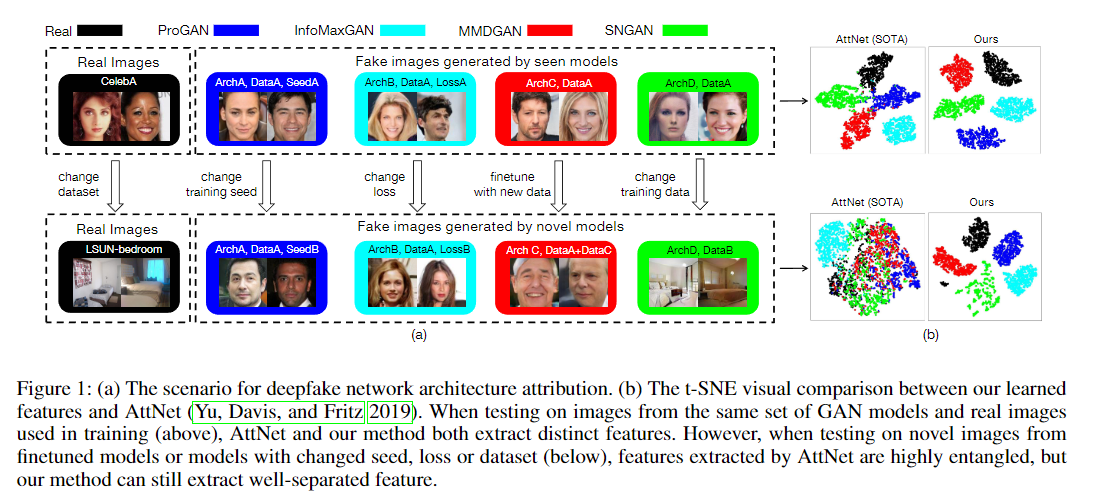 Real ProGAN InfoMaxGAN MMDGAN SNGAN
Real Images
CelebA
Fake images generated by seen models
ArchA, DataA, SeedA
ArchB, DataA, LossA
ArchC, DataA
ArchD, DataA
change dataset
change training seed
change loss
finetune with new data
change training data
Real Images
LSUN-bedroom
Fake images generated by novel models
ArchA, DataA, SeedB
ArchB, DataA, LossB
Arch C, DataA+DataC
ArchD, DataB
(a)
AttNet (SOTA) Ours
AttNet (SOTA) Ours
(b)
Figure 1: (a) The scenario for deepfake network architecture attribution. (b) The t-SNE visual comparison between our learned
features and AttNet (Yu, Davis, and Fritz 2019). When testing on images from the same set of GAN models and real images
used in training (above), AttNet and our method both extract distinct features. However, when testing on novel images from
finetuned models or models with changed seed, loss or dataset (below), features extracted by AttNet are highly entangled, but
our method can still extract well-separated feature.